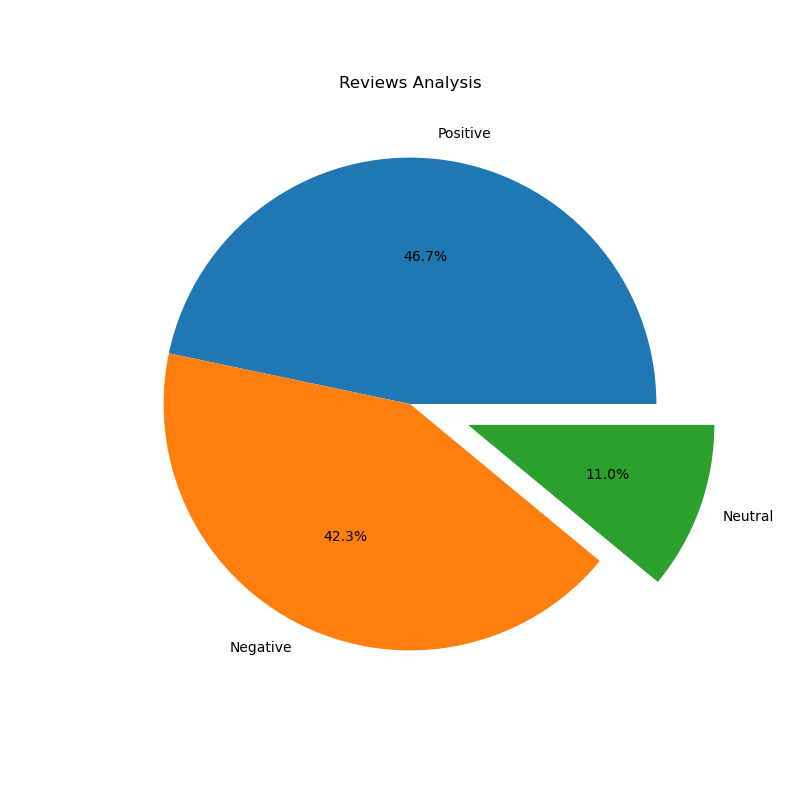 Reviews Analysis
Positive
46.7%
11.0%
Neutral
42.3%
Negative